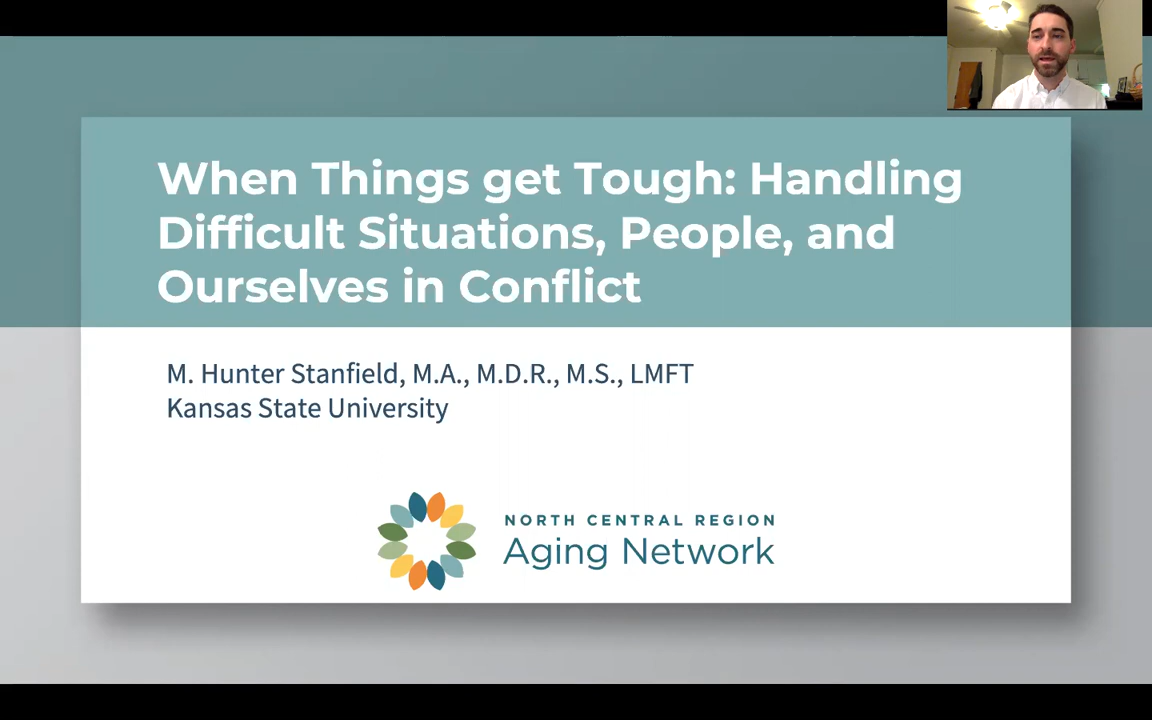 When Things get Tough: Handling
Difficult Situations, People, and
Ourselves in Conflict
M. Hunter Stanfield, M.A., M.D.R., M.S., LMFT
Kansas State University
NORTH CENTRAL REGION
Aging Network